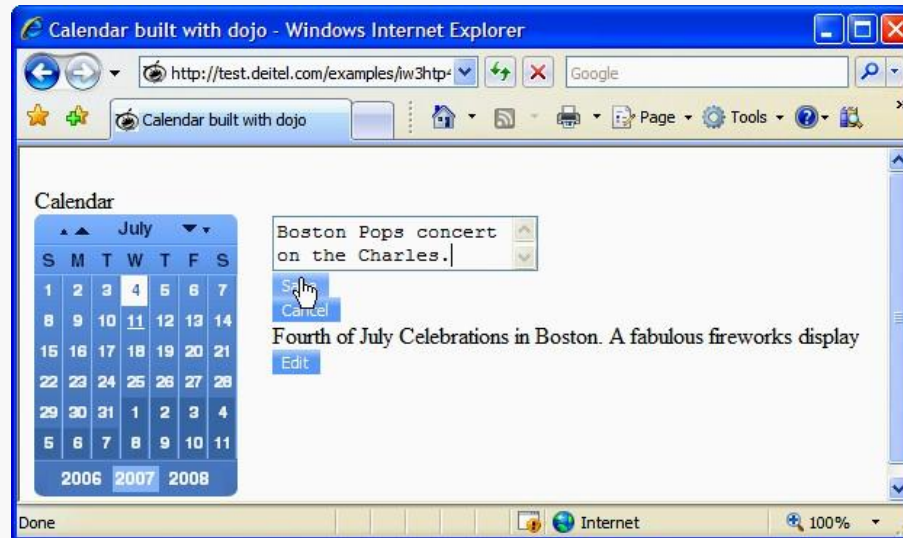 Calendar built with dojo - Windows Internet Explorer
http://test.deitel.com/examples/iw3htp
Google
Calendar built with dojo
Page
Tools
Calendar
July
S M T W T F S
1 2 3 4 5 6 7
8 9 10 11 12 13 14
15 16 17 18 19 20 21
22 23 24 25 26 27 28
29 30 31 1 2 3 4
5 6 7 8 9 10 11
2006 2007 2008
Boston Pops concert
on the Charles.
Cancel
Fourth of July Celebrations in Boston. A fabulous fireworks display
Edit
Done
Internet
100%